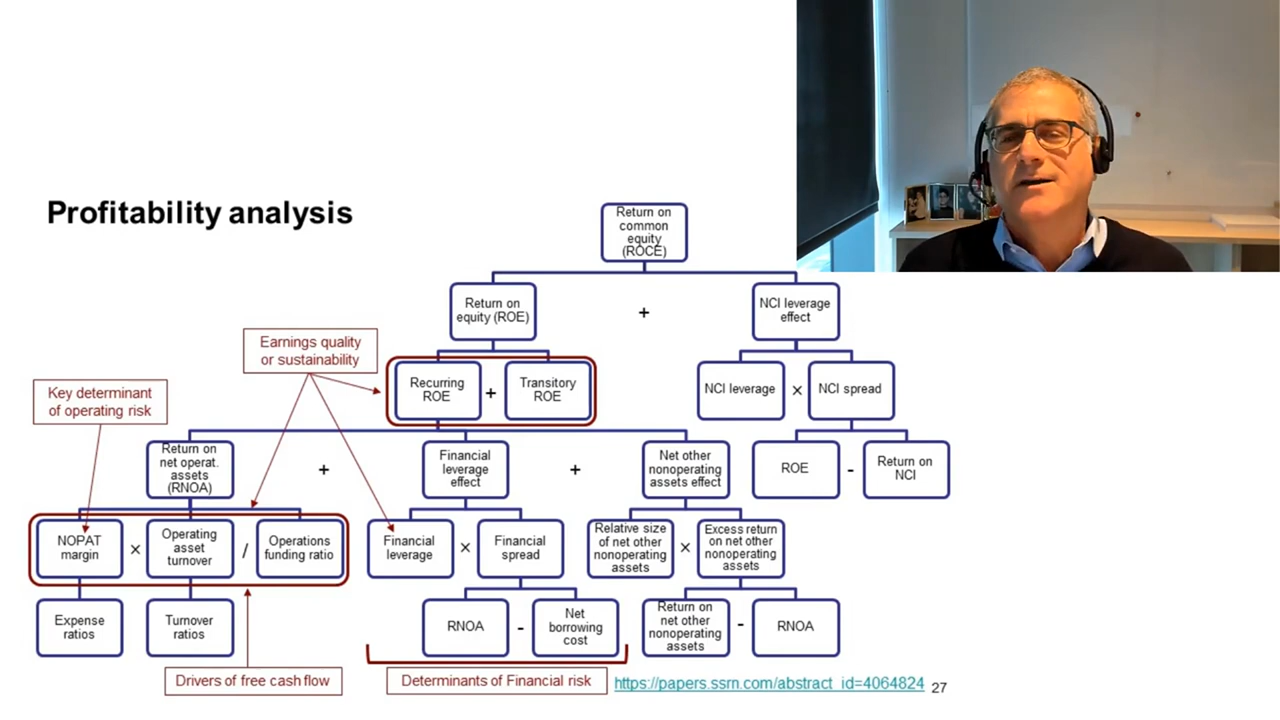 Profitability analysis
Return on
common
equity
(ROCE)
Return on
equity (ROE)
+
NCI leverage
effect
Earnings quality
or sustainability
Recurring
ROE
+
Transitory
ROE
NCI leverage
×
NCI spread
Key determinant
of operating risk
Return on
net operat.
assets
(RNOA)
+
Financial
leverage
effect
+
Net other
nonoperating
assets effect
ROE
-
Return on
NCI
NOPAT
margin
×
Operating
asset
turnover
/
Operations
funding ratio
Financial
leverage
×
Financial
spread
Relative size
of net other
nonoperating
assets
×
Excess return
on net other
nonoperating
assets
Expense
ratios
Turnover
ratios
RNOA
-
Net
borrowing
cost
Return on
net other
nonoperating
assets
-
RNOA
Drivers of free cash flow
Determinants of Financial risk
https://papers.ssrn.com/abstract_id=4064824
27